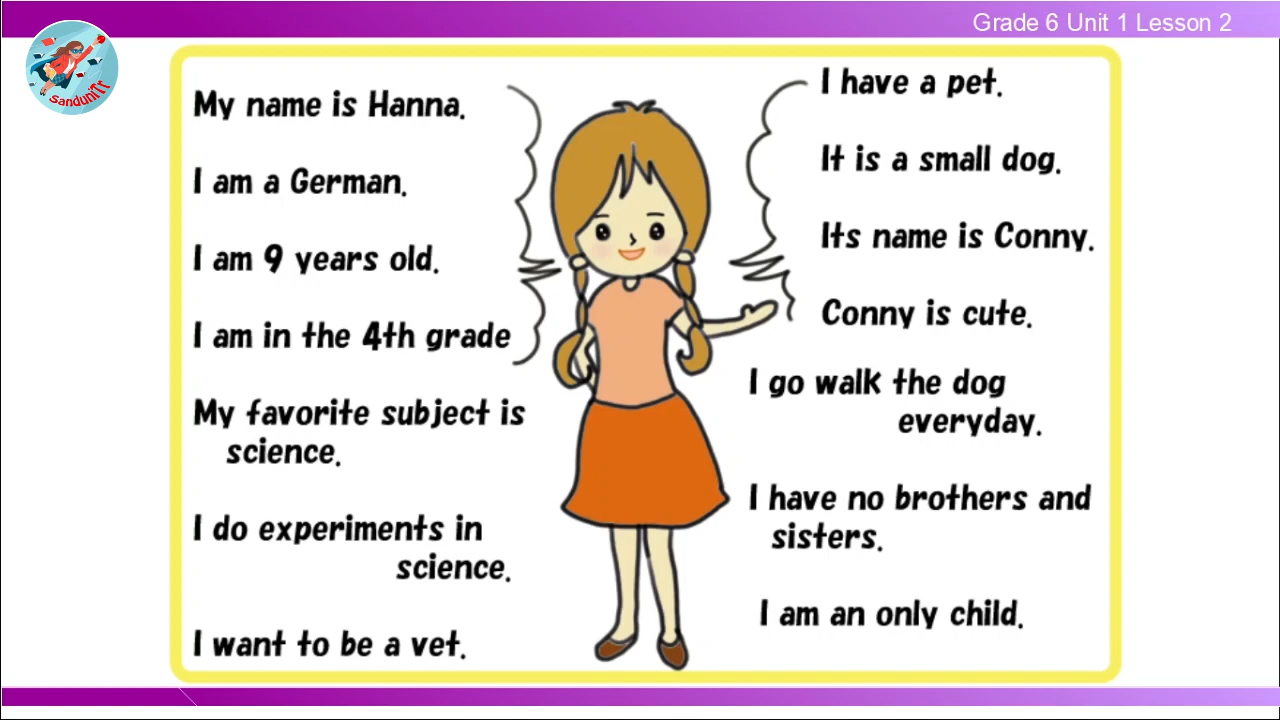 Grade 6 Unit 1 Lesson 2
SanduniTr
My name is Hanna.
I am a German.
I am 9 years old.
I am in the 4th grade
My favorite subject is
science.
I do experiments in
science.
I want to be a vet.
I have a pet.
It is a small dog.
Its name is Conny.
Conny is cute.
I go walk the dog
everyday.
I have no brothers and
sisters.
I am an only child.